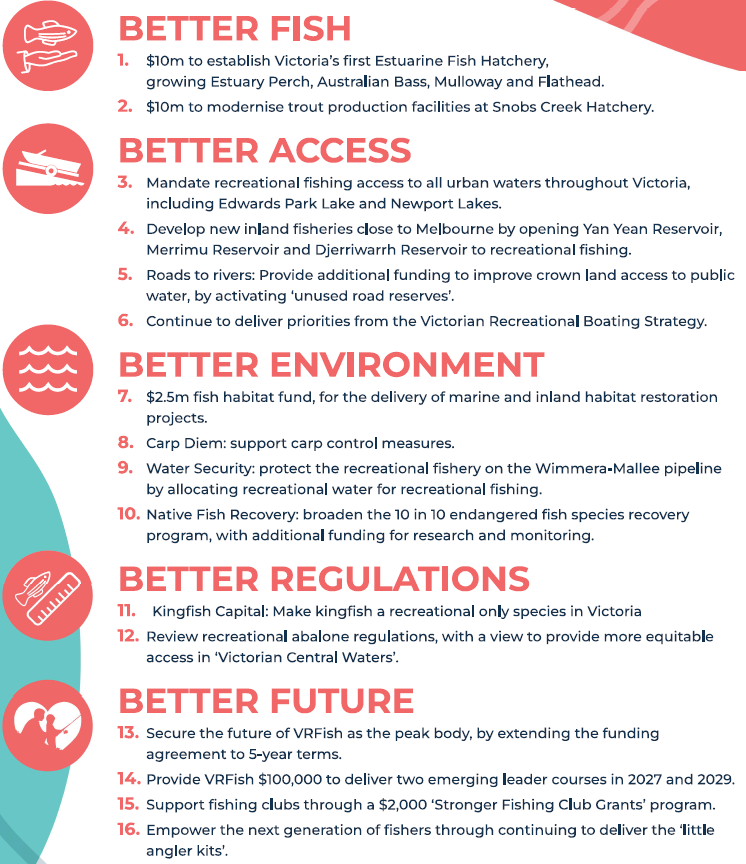 BETTER FISH
1. $10m to establish Victoria's first Estuarine Fish Hatchery,
growing Estuary Perch, Australian Bass, Mulloway and Flathead.
2. $10m to modernise trout production facilities at Snobs Creek Hatchery.
BETTER ACCESS
3. Mandate recreational fishing access to all urban waters throughout Victoria,
including Edwards Park Lake and Newport Lakes.
4. Develop new inland fisheries close to Melbourne by opening Yan Yean Reservoir,
Merrimu Reservoir and Djerriwarrh Reservoir to recreational fishing.
5. Roads to rivers: Provide additional funding to improve crown land access to public
water, by activating 'unused road reserves'.
6. Continue to deliver priorities from the Victorian Recreational Boating Strategy.
BETTER ENVIRONMENT
7. $2.5m fish habitat fund, for the delivery of marine and inland habitat restoration
projects.
8. Carp Diem: support carp control measures.
9. Water Security: protect the recreational fishery on the Wimmera-Mallee pipeline
by allocating recreational water for recreational fishing.
10. Native Fish Recovery: broaden the 10 in 10 endangered fish species recovery
program, with additional funding for research and monitoring.
BETTER REGULATIONS
11. Kingfish Capital: Make kingfish a recreational only species in Victoria
12. Review recreational abalone regulations, with a view to provide more equitable
access in 'Victorian Central Waters'.
BETTER FUTURE
13. Secure the future of VRFish as the peak body, by extending the funding
agreement to 5-year terms.
14. Provide VRFish $100,000 to deliver two emerging leader courses in 2027 and 2029.
15. Support fishing clubs through a $2,000 'Stronger Fishing Club Grants' program.
16. Empower the next generation of fishers through continuing to deliver the 'little
angler kits'.